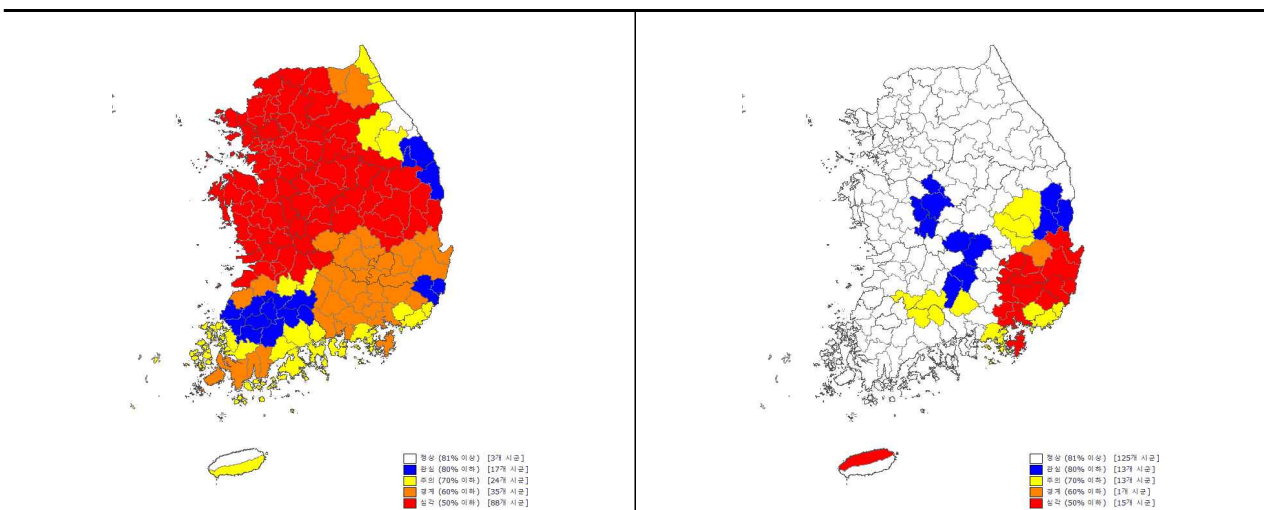 정상 (81% 이상) [3개 시군]
관심 (80% 이하) [17개 시군]
주의 (70% 이하) [24개 시군]
경계 (60% 이하) [35개 시군]
심각 (50% 이하) [88개 시군]
정상 (81% 이상) [125개 시군]
관심 (80% 이하) [13개 시군]
주의 (70% 이하) [13개 시군]
경계 (60% 이하) [1개 시군]
심각 (50% 이하) [15개 시군]